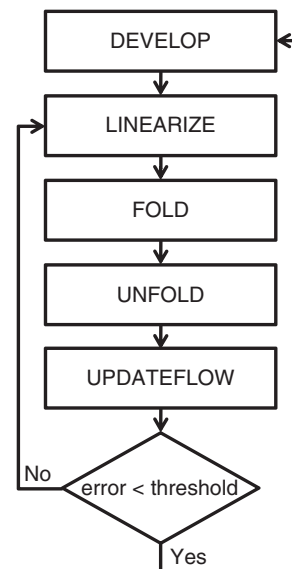 DEVELOP
LINEARIZE
FOLD
UNFOLD
UPDATEFLOW
error < threshold
No
Yes